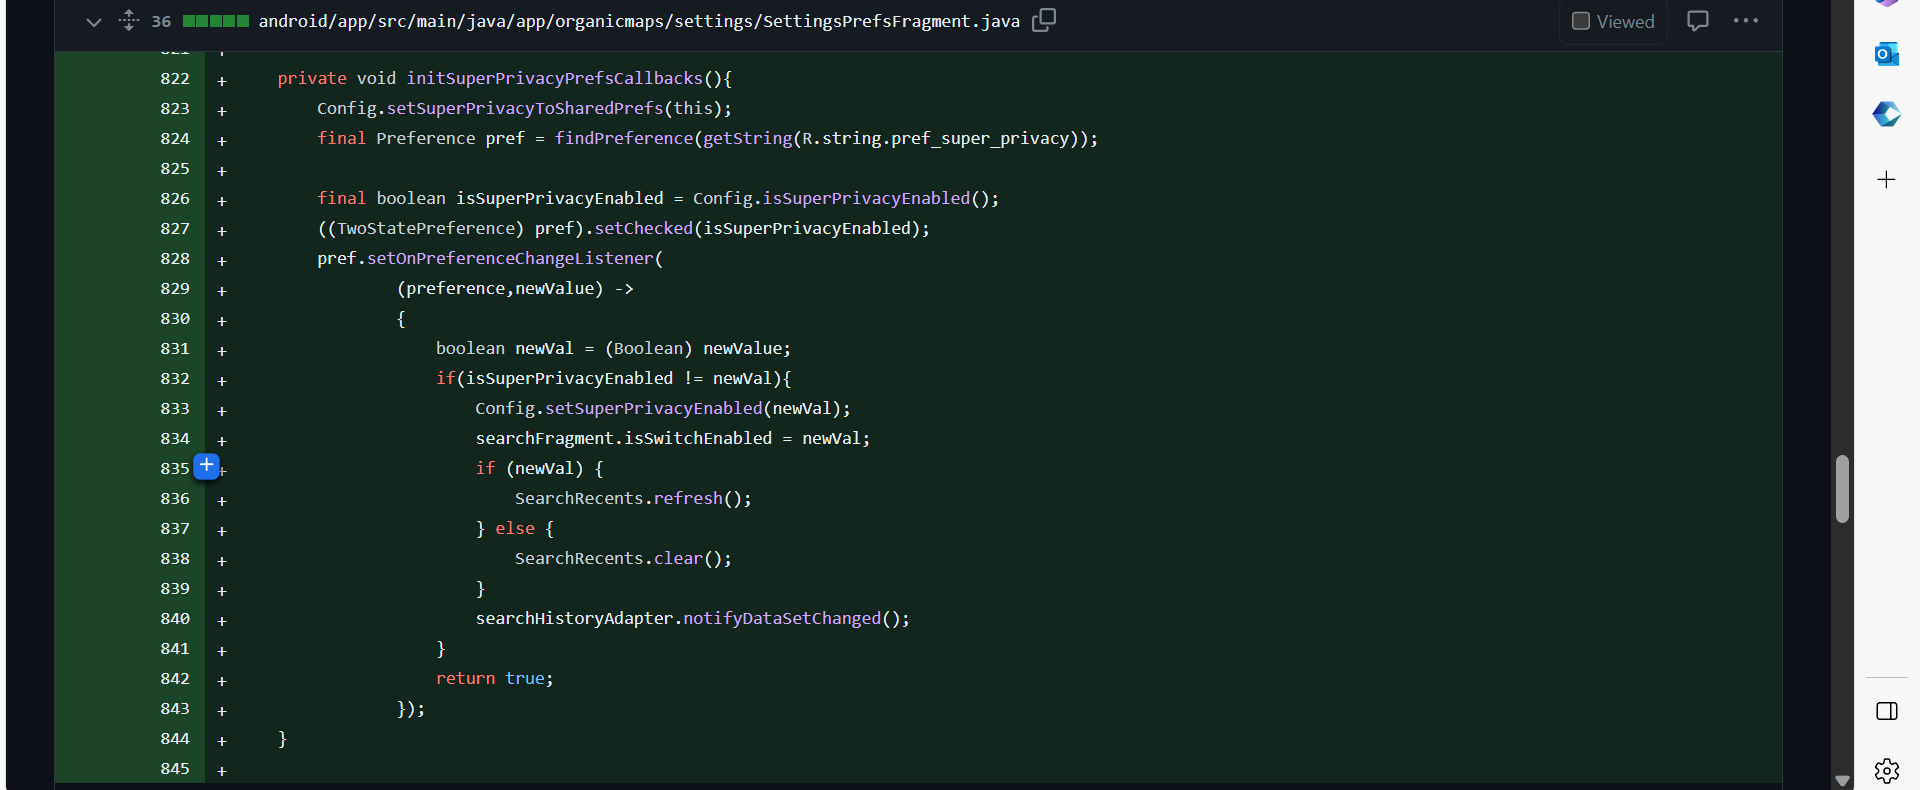 36 android/app/src/main/java/app/organicmaps/settings/SettingsPrefsFragment.java Viewed
821 +
822 + private void initSuperPrivacyPrefsCallbacks(){
823 + Config.setSuperPrivacyToSharedPrefs(this);
824 + final Preference pref = findPreference(getString(R.string.pref_super_privacy));
825 +
826 + final boolean isSuperPrivacyEnabled = Config.isSuperPrivacyEnabled();
827 + ((TwoStatePreference) pref).setChecked(isSuperPrivacyEnabled);
828 + pref.setOnPreferenceChangeListener(
829 + (preference,newValue) ->
830 + {
831 + boolean newVal = (Boolean) newValue;
832 + if(isSuperPrivacyEnabled != newVal){
833 + Config.setSuperPrivacyEnabled(newVal);
834 + searchFragment.isSwitchEnabled = newVal;
835 + if (newVal) {
836 + SearchRecents.refresh();
837 + } else {
838 + SearchRecents.clear();
839 + }
840 + searchHistoryAdapter.notifyDataSetChanged();
841 + }
842 + return true;
843 + });
844 + }
845 +